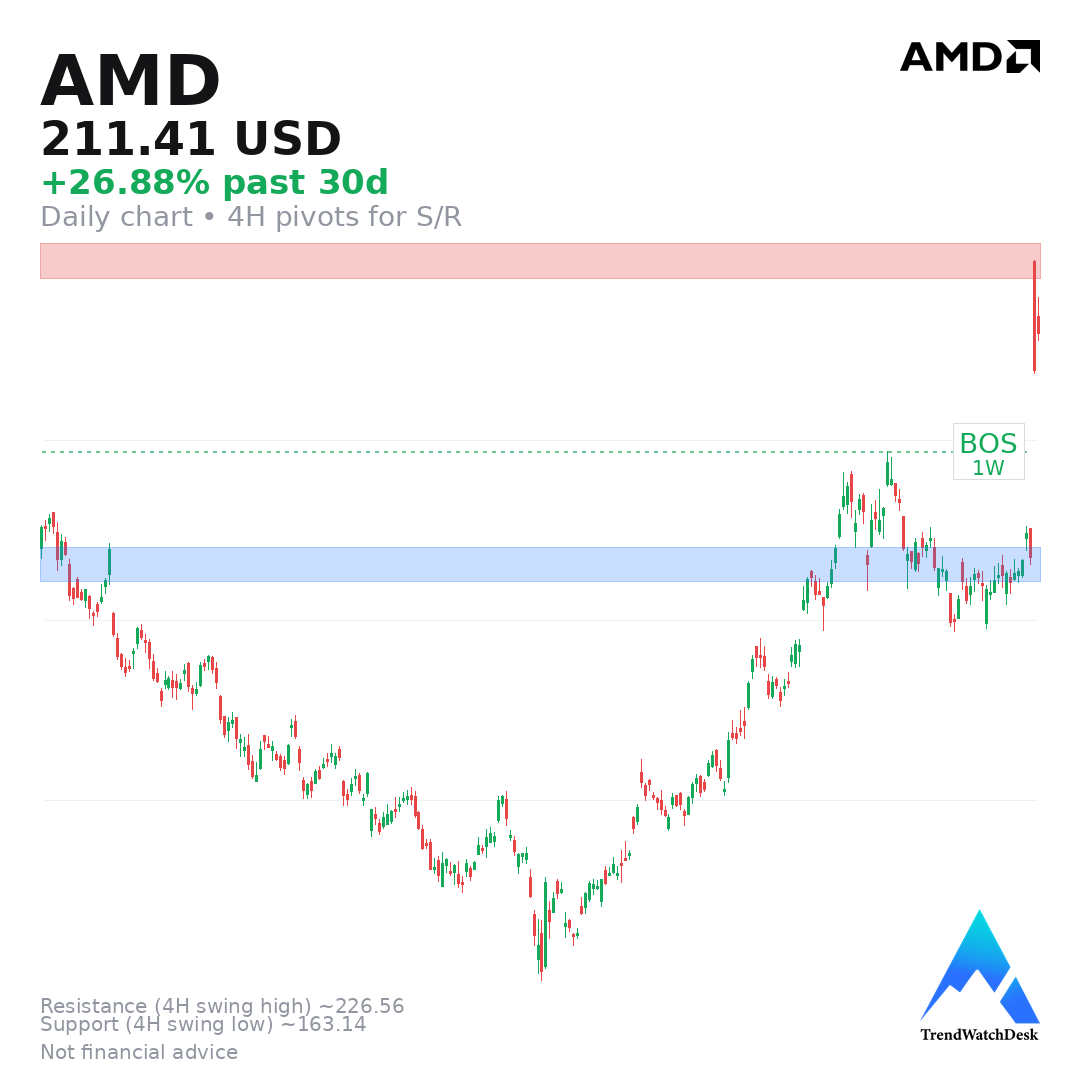 AMD
AMD
211.41 USD
+26.88% past 30d
Daily chart • 4H pivots for S/R
BOS
1W
Resistance (4H swing high) ~226.56
Support (4H swing low) ~163.14
Not financial advice
TrendWatchDesk